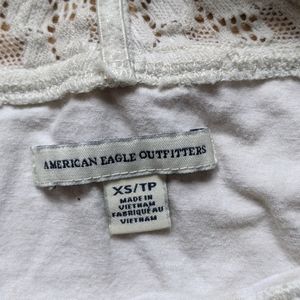 AMERICAN EAGLE OUTFITTERS
XS/TP
MADE IN
VIETNAM
FABRIQUÉ AU
VIETNAM